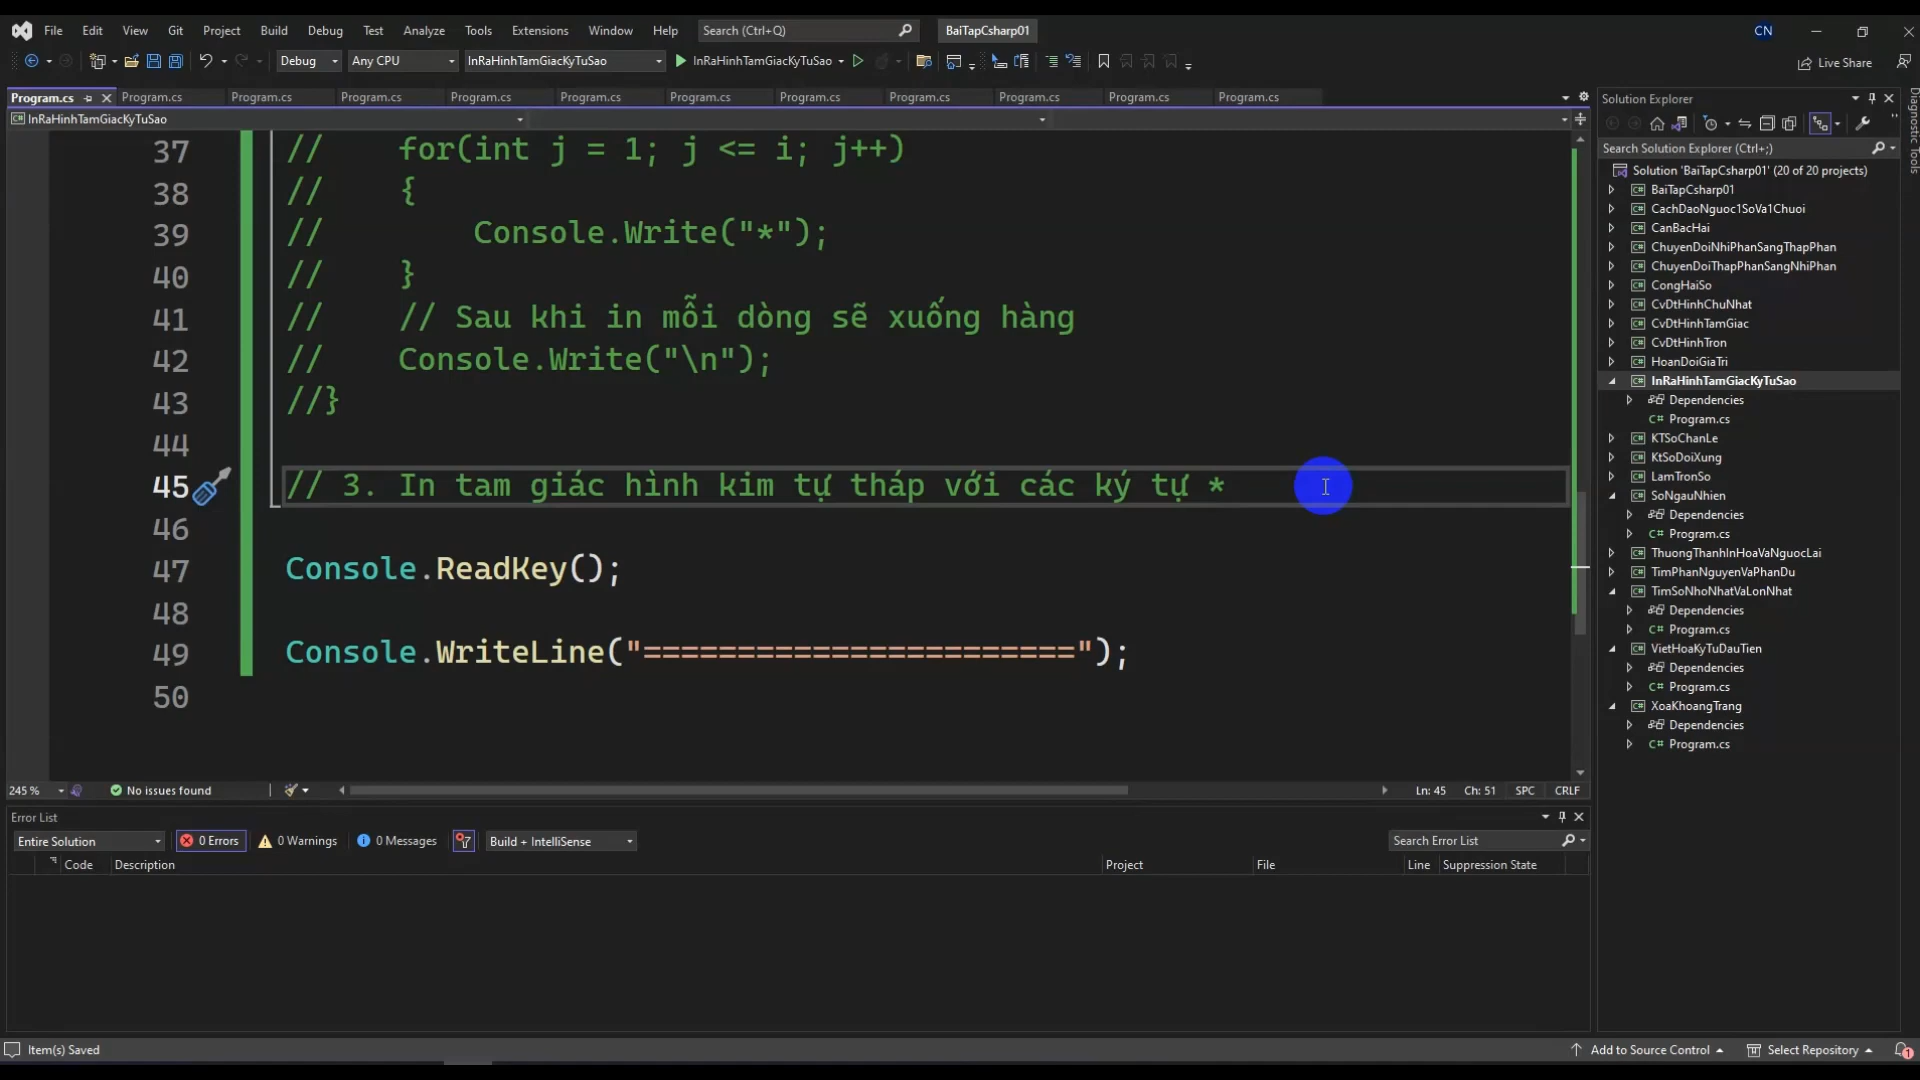 File Edit View Git Project Build Debug Test Analyze Tools Extensions Window Help Search (Ctrl+Q) BaiTapCsharp01 CN
Debug Any CPU InRaHinhTamGiacKyTuSao InRaHinhTamGiacKyTuSao Live Share
Program.cs Program.cs Program.cs Program.cs Program.cs Program.cs Program.cs Program.cs Program.cs Program.cs Program.cs Program.cs
InRaHinhTamGiacKyTuSao
37 // for(int j = 1; j <= i; j++)
38 // {
39 // Console.Write("*");
40 // }
41 // // Sau khi in mỗi dòng sẽ xuống hàng
42 // Console.Write("\n");
43 //}
44
45 // 3. In tam giác hình kim tự tháp với các ký tự *
46
47 Console.ReadKey();
48
49 Console.WriteLine("=======================");
50
245 % No issues found Ln: 45 Ch: 51 SPC CRLF
Error List
Entire Solution 0 Errors 0 Warnings 0 Messages Build + IntelliSense Search Error List
Code Description Project File Line Suppression State
Item(s) Saved Add to Source Control Select Repository 1
Solution Explorer
Search Solution Explorer (Ctrl+;)
Solution 'BaiTapCsharp01' (20 of 20 projects)
BaiTapCsharp01
CachDaoNguoc1SoVa1Chuoi
CanBacHai
ChuyenDoiNhiPhanSangThapPhan
ChuyenDoiThapPhanSangNhiPhan
CongHaiSo
CvDtHinhChuNhat
CvDtHinhTamGiac
CvDtHinhTron
HoanDoiGiaTri
InRaHinhTamGiacKyTuSao
Dependencies
C# Program.cs
KTSoChanLe
KtSoDoiXung
LamTronSo
SoNgauNhien
Dependencies
C# Program.cs
ThuongThanhInHoaVaNguocLai
TimPhanNguyenVaPhanDu
TimSoNhoNhatVaLonNhat
Dependencies
C# Program.cs
VietHoaKyTuDauTien
Dependencies
C# Program.cs
XoaKhoangTrang
Dependencies
C# Program.cs
Diagnostic Tools